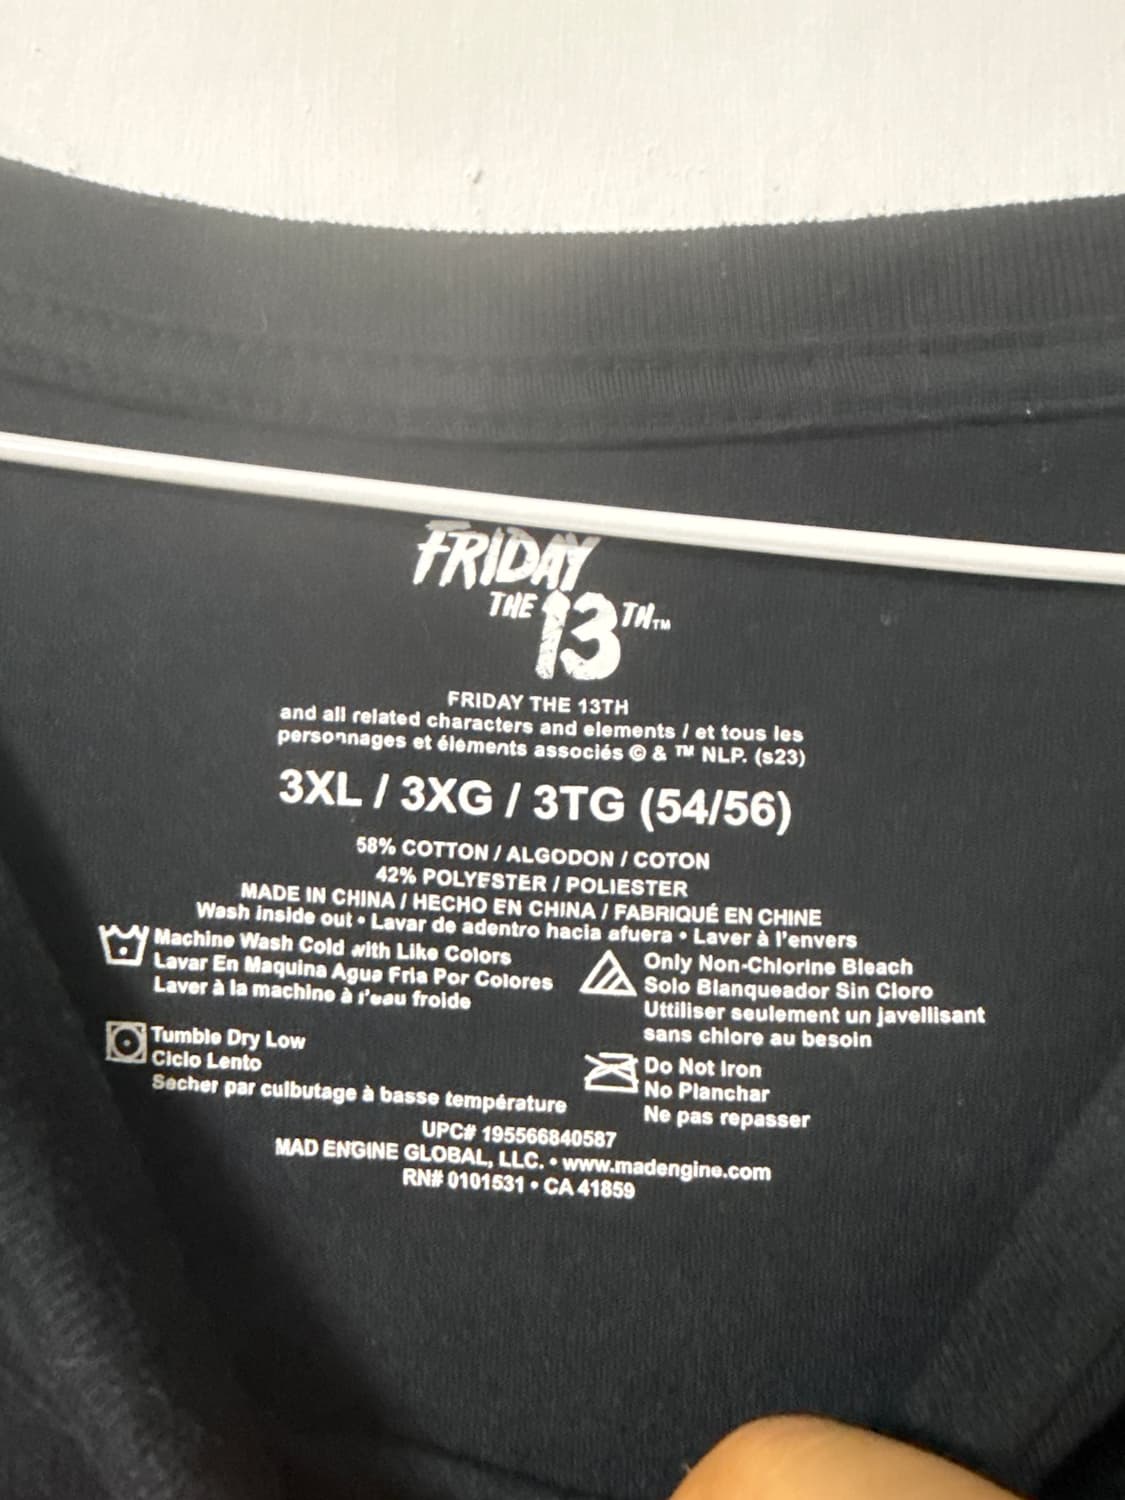 FRIDAY
THE 13TH™
FRIDAY THE 13TH
and all related characters and elements / et tous les
personnages et éléments associés © & ™ NLP. (s23)
3XL / 3XG / 3TG (54/56)
58% COTTON / ALGODON / COTON
42% POLYESTER / POLIESTER
MADE IN CHINA / HECHO EN CHINA / FABRIQUÉ EN CHINE
Wash inside out • Lavar de adentro hacia afuera • Laver à l'envers
Machine Wash Cold with Like Colors
Lavar En Maquina Agua Fria Por Colores
Laver à la machine à l'eau froide
Only Non-Chlorine Bleach
Solo Blanqueador Sin Cloro
Uttiliser seulement un javellisant
sans chlore au besoin
Tumble Dry Low
Ciclo Lento
Secher par culbutage à basse température
Do Not Iron
No Planchar
Ne pas repasser
UPC# 195566840587
MAD ENGINE GLOBAL, LLC. • www.madengine.com
RN# 0101531 • CA 41859